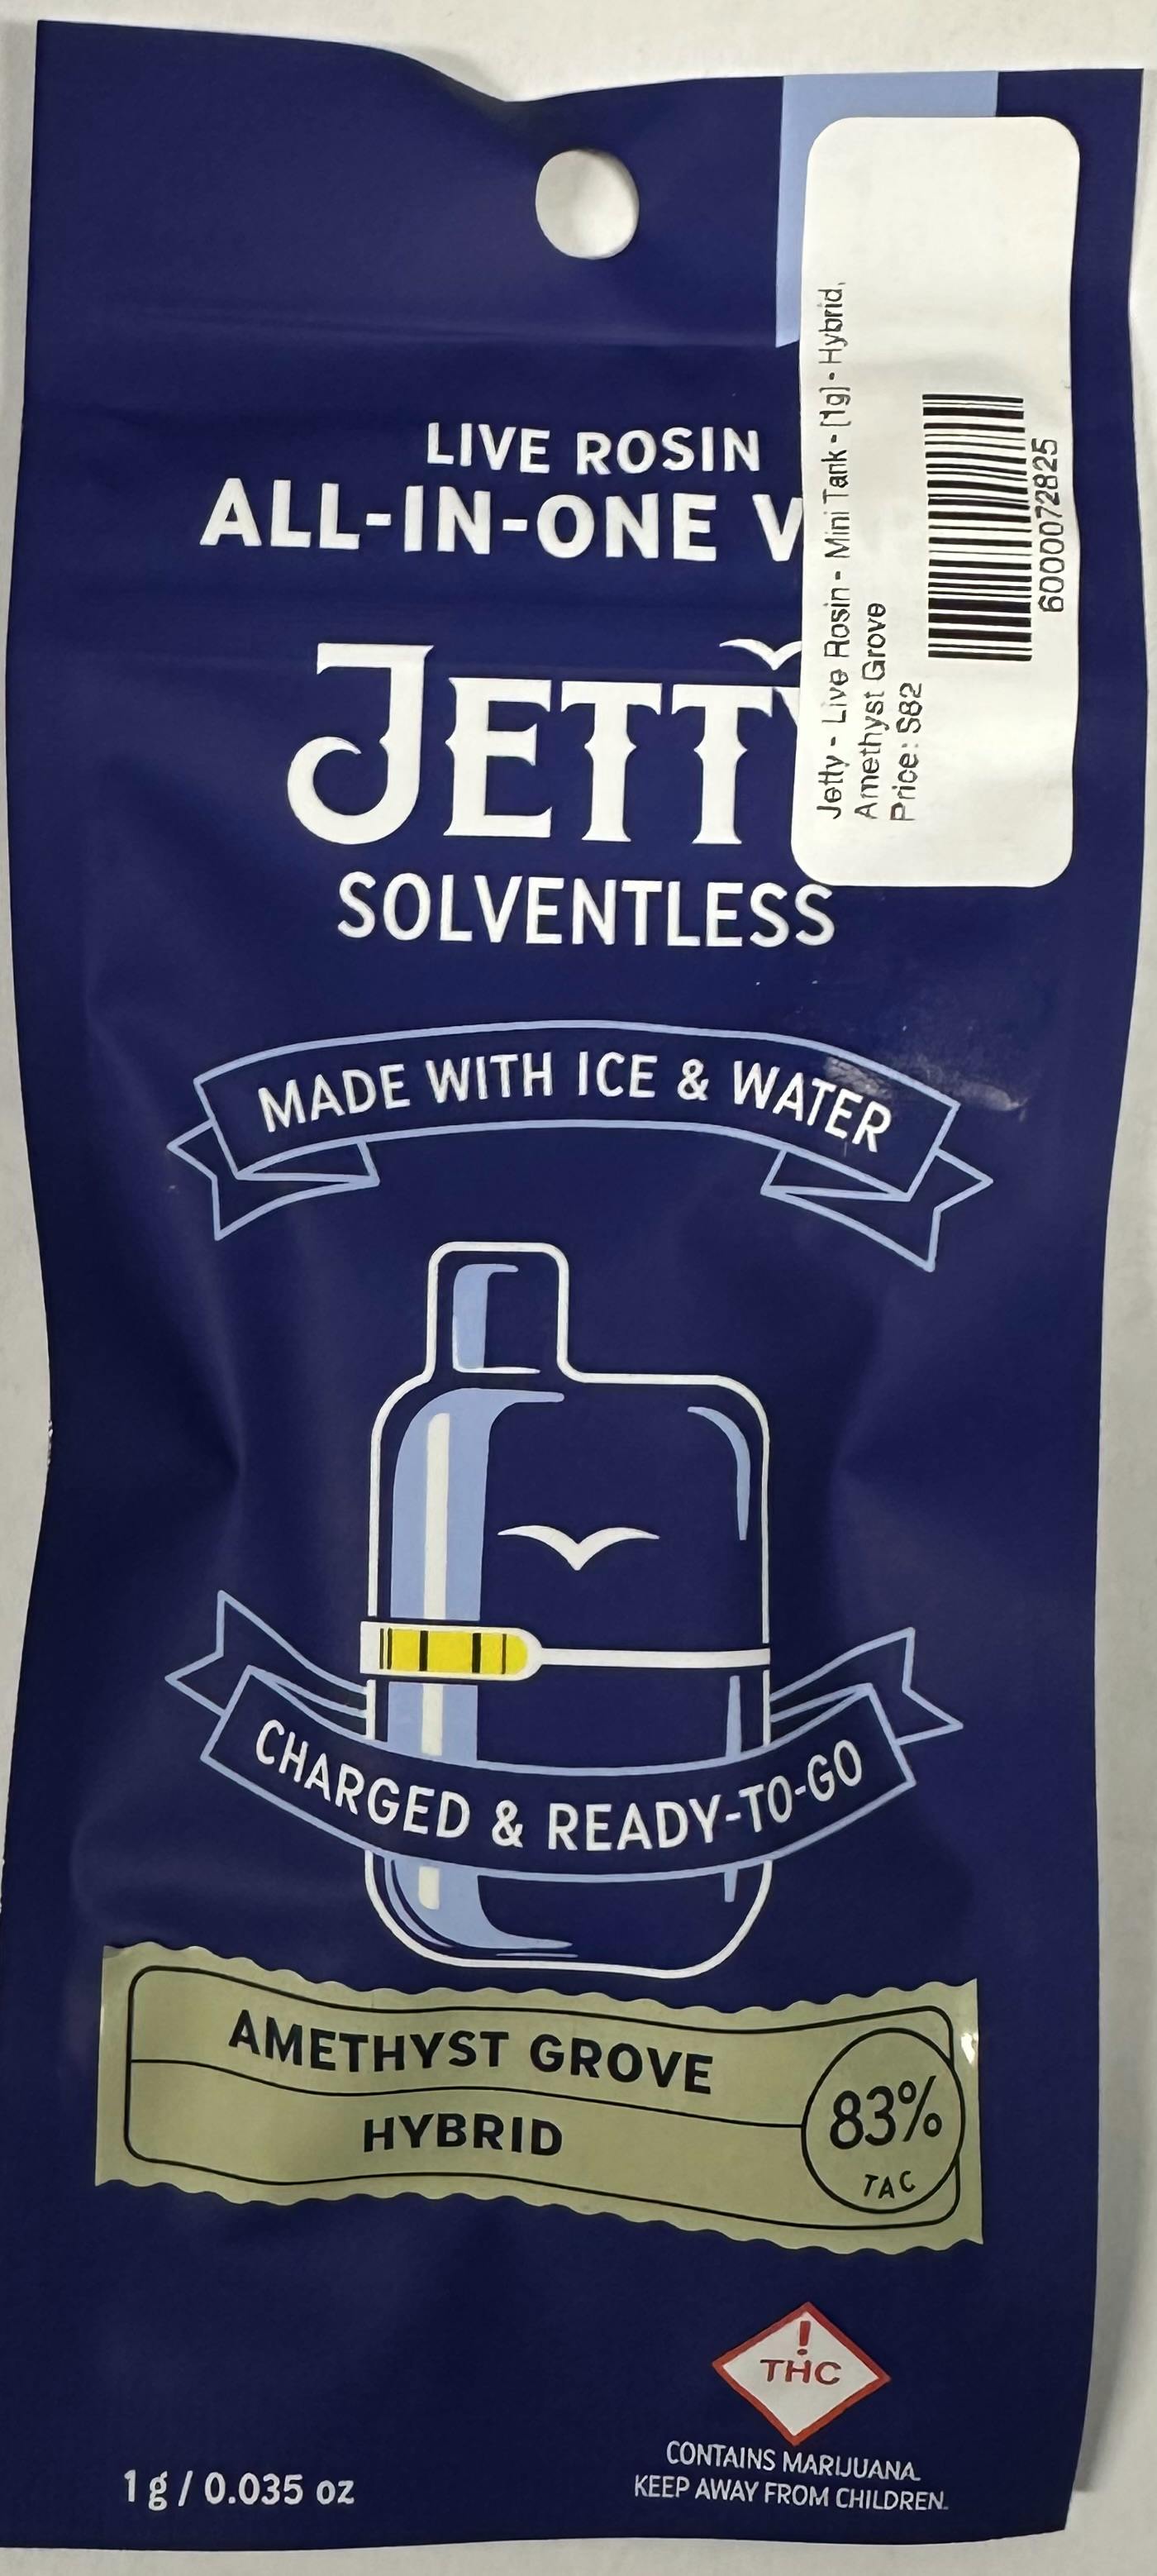 LIVE ROSIN
ALL-IN-ONE V
JETTY
SOLVENTLESS
Jetty - Live Rosin - Mini Tank - [1g] - Hybrid,
Amethyst Grove
Price: $82
6000072825
MADE WITH ICE & WATER
CHARGED & READY-TO-GO
AMETHYST GROVE
HYBRID
83%
TAC
!
THC
CONTAINS MARIJUANA.
KEEP AWAY FROM CHILDREN.
1 g / 0.035 oz